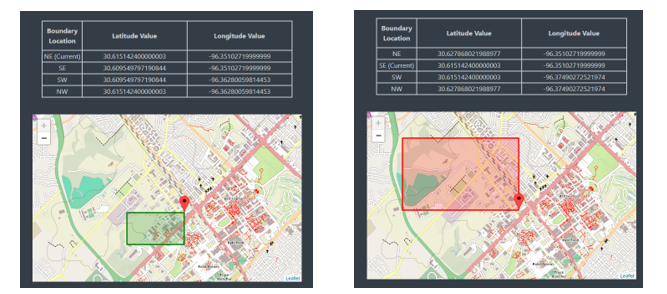 Boundary Location Latitude Value Longitude Value
NE (Current) 30.615142400000003 -96.35102719999999
SE 30.609549797190844 -96.35102719999999
SW 30.609549797190844 -96.36280059814453
NW 30.615142400000003 -96.36280059814453
+
−
Leaflet
Boundary Location Latitude Value Longitude Value
NE 30.627868021988977 -96.35102719999999
SE (Current) 30.615142400000003 -96.35102719999999
SW 30.615142400000003 -96.37490272521974
NW 30.627868021988977 -96.37490272521974
+
−
Leaflet